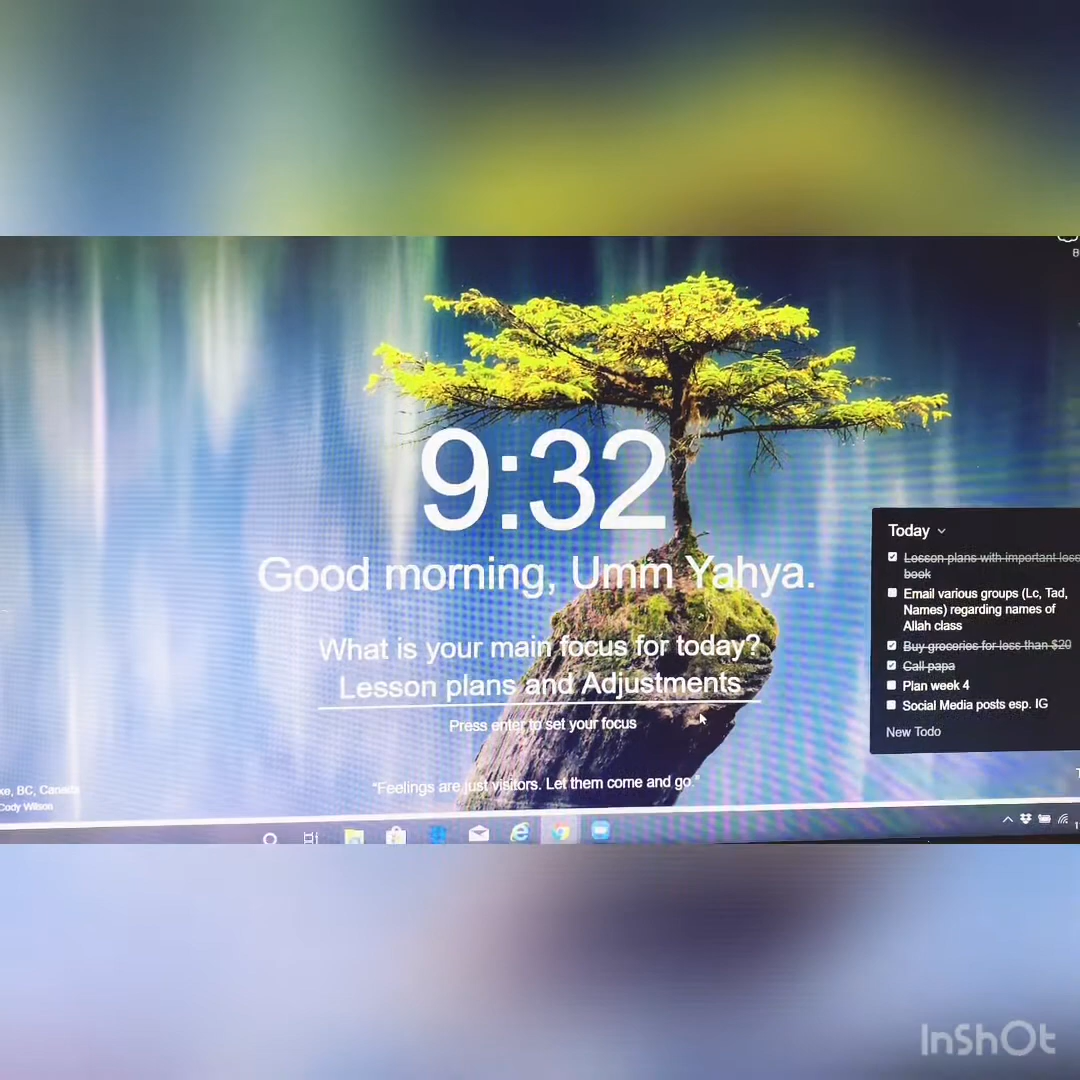 9:32
Good morning, Umm Yahya.
What is your main focus for today?
Lesson plans and Adjustments
Press enter to set your focus
"Feelings are just visitors. Let them come and go."
ke, BC, Canada
Cody Wilson
Today
Lesson plans with important
book
Email various groups (Lc, Tad,
Names) regarding names of
Allah class
Buy groceries for less than $20
Call papa
Plan week 4
Social Media posts esp. IG
New Todo
InShOt